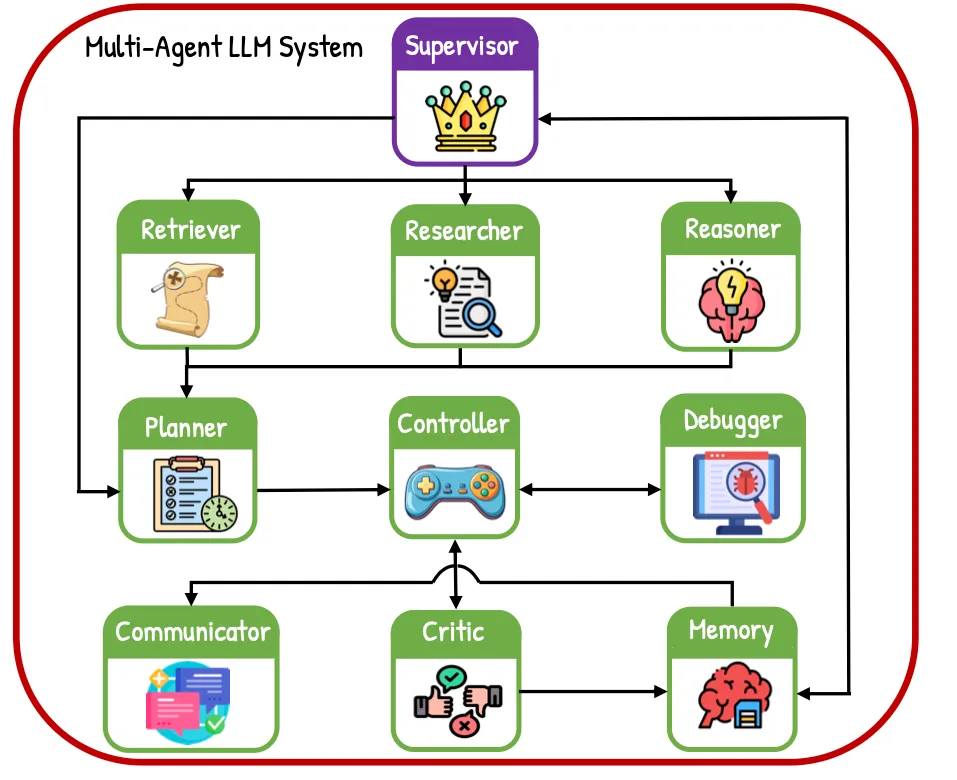 Multi-Agent LLM System
Supervisor
Retriever
Researcher
Reasoner
Planner
Controller
Debugger
Communicator
Critic
Memory